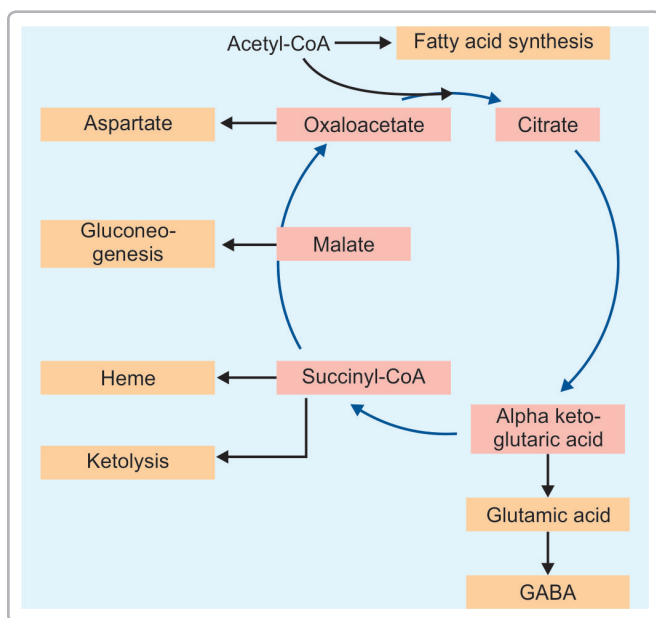 Acetyl-CoA
Fatty acid synthesis
Aspartate
Oxaloacetate
Citrate
Gluconeo-
genesis
Malate
Heme
Succinyl-CoA
Alpha keto-
glutaric acid
Ketolysis
Glutamic acid
GABA